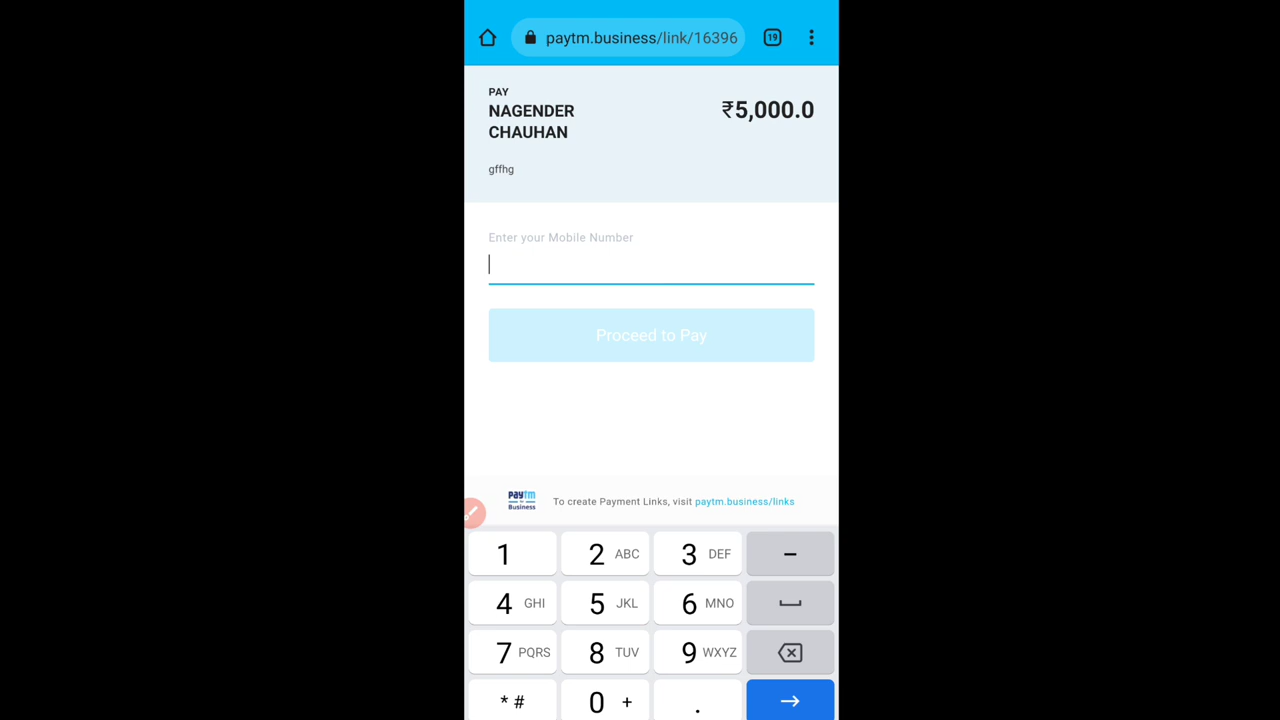 paytm.business/link/16396
19
PAY
NAGENDER
CHAUHAN
₹5,000.0
gffhg
Enter your Mobile Number
Proceed to Pay
paytm
Business
To create Payment Links, visit paytm.business/links
1 2 ABC 3 DEF –
4 GHI 5 JKL 6 MNO
7 PQRS 8 TUV 9 WXYZ
* # 0 + .